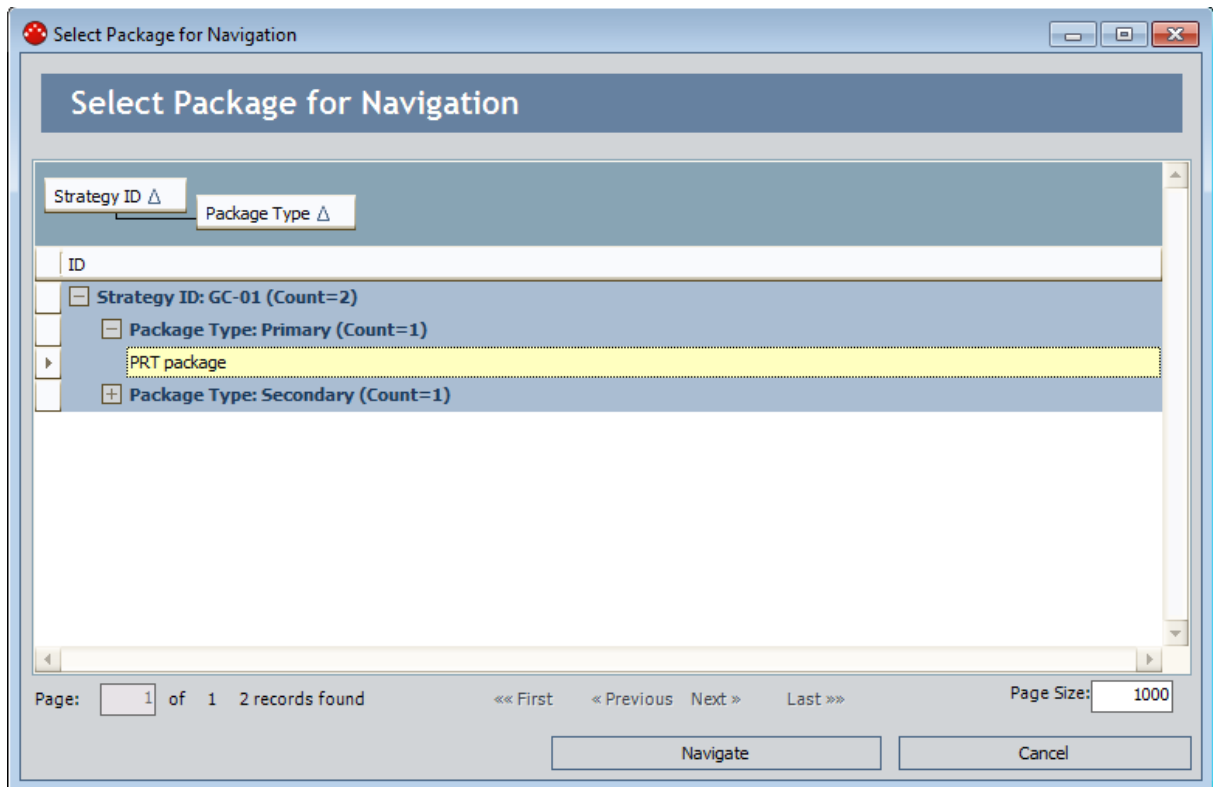 Select Package for Navigation
Select Package for Navigation
Strategy ID △
Package Type △
ID
Strategy ID: GC-01 (Count=2)
Package Type: Primary (Count=1)
PRT package
Package Type: Secondary (Count=1)
Page: 1 of 1 2 records found «« First « Previous Next » Last »» Page Size: 1000
Navigate Cancel